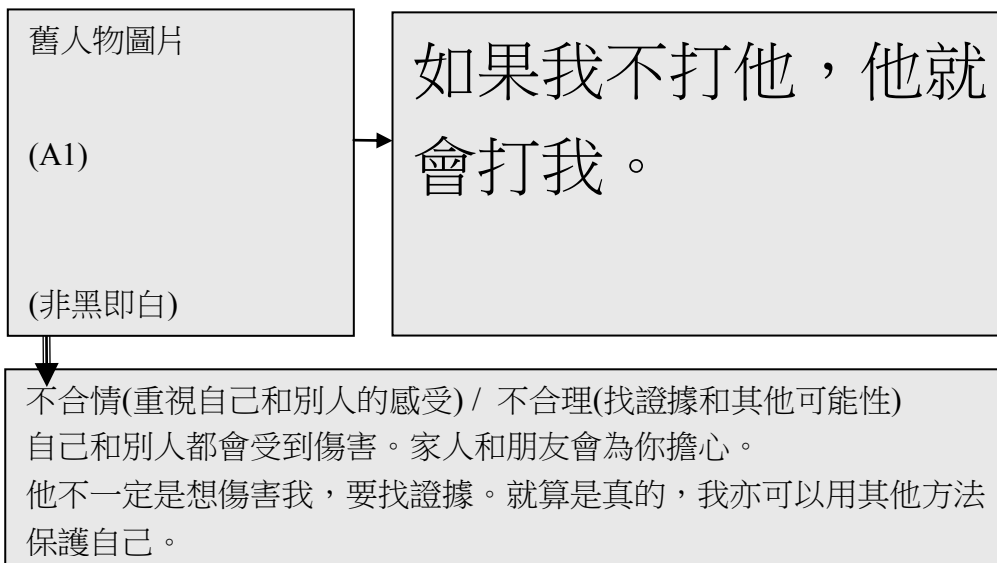 舊人物圖片
(A1)
(非黑即白)
如果我不打他，他就
會打我。
不合情(重視自己和別人的感受) / 不合理(找證據和其他可能性)
自己和別人都會受到傷害。家人和朋友會為你擔心。
他不一定是想傷害我，要找證據。就算是真的，我亦可以用其他方法
保護自己。